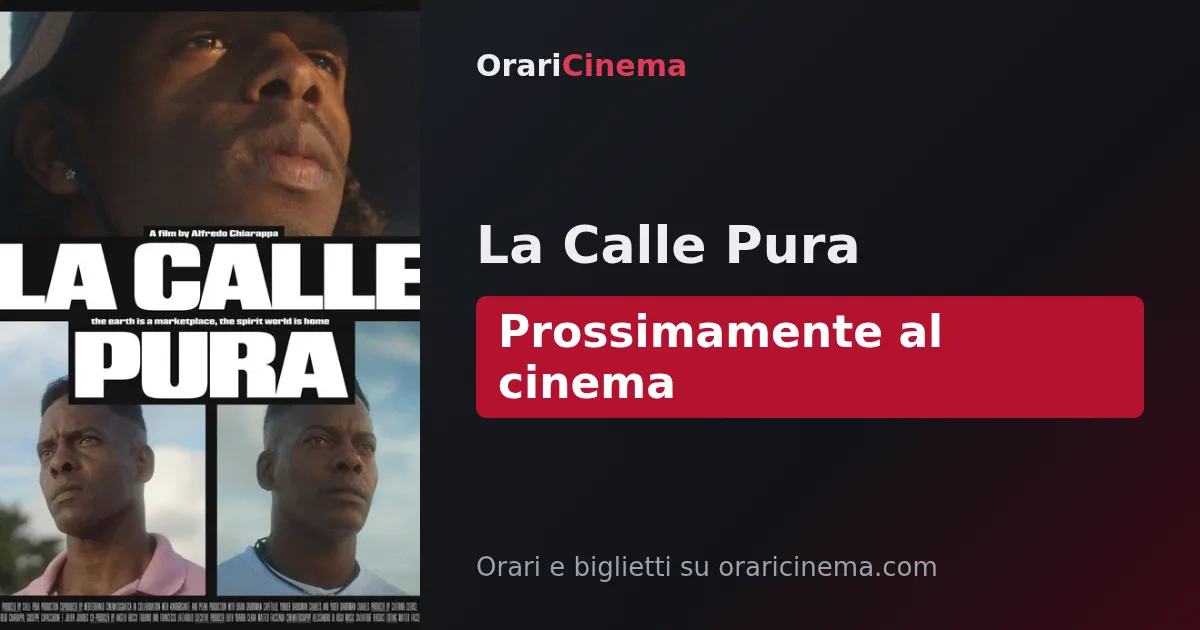 A film by Alfredo Chiarappa
LA CALLE
the earth is a marketplace, the spirit world is home
PURA
OrariCinema
La Calle Pura
Prossimamente al
cinema
Orari e biglietti su oraricinema.com